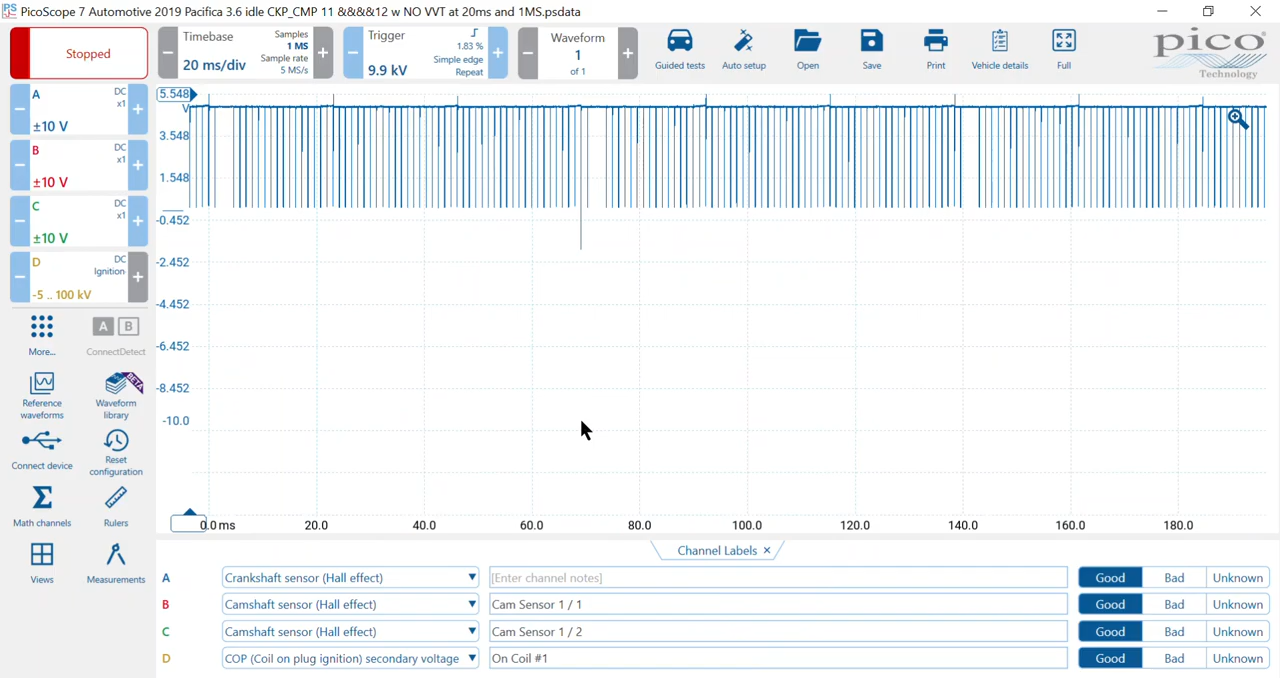 PicoScope 7 Automotive 2019 Pacifica 3.6 idle CKP_CMP 11 &&&&12 w NO VVT at 20ms and 1MS.psdata
Stopped
Timebase
20 ms/div
Samples
1 MS
Sample rate
5 MS/s
Trigger
9.9 kV
1.83 %
Simple edge
Repeat
Waveform
1
of 1
Guided tests
Auto setup
Open
Save
Print
Vehicle details
Full
pico
Technology
A
DC
x1
±10 V
B
DC
x1
±10 V
C
DC
x1
±10 V
D
DC
Ignition
-5 .. 100 kV
More...
A B
ConnectDetect
Reference
waveforms
BETA
Waveform
library
Connect device
Reset
configuration
Math channels
Rulers
Views
Measurements
5.548
V
3.548
1.548
-0.452
-2.452
-4.452
-6.452
-8.452
-10.0
0.0 ms 20.0 40.0 60.0 80.0 100.0 120.0 140.0 160.0 180.0
Channel Labels ×
A Crankshaft sensor (Hall effect) [Enter channel notes] Good Bad Unknown
B Camshaft sensor (Hall effect) Cam Sensor 1 / 1 Good Bad Unknown
C Camshaft sensor (Hall effect) Cam Sensor 1 / 2 Good Bad Unknown
D COP (Coil on plug ignition) secondary voltage On Coil #1 Good Bad Unknown